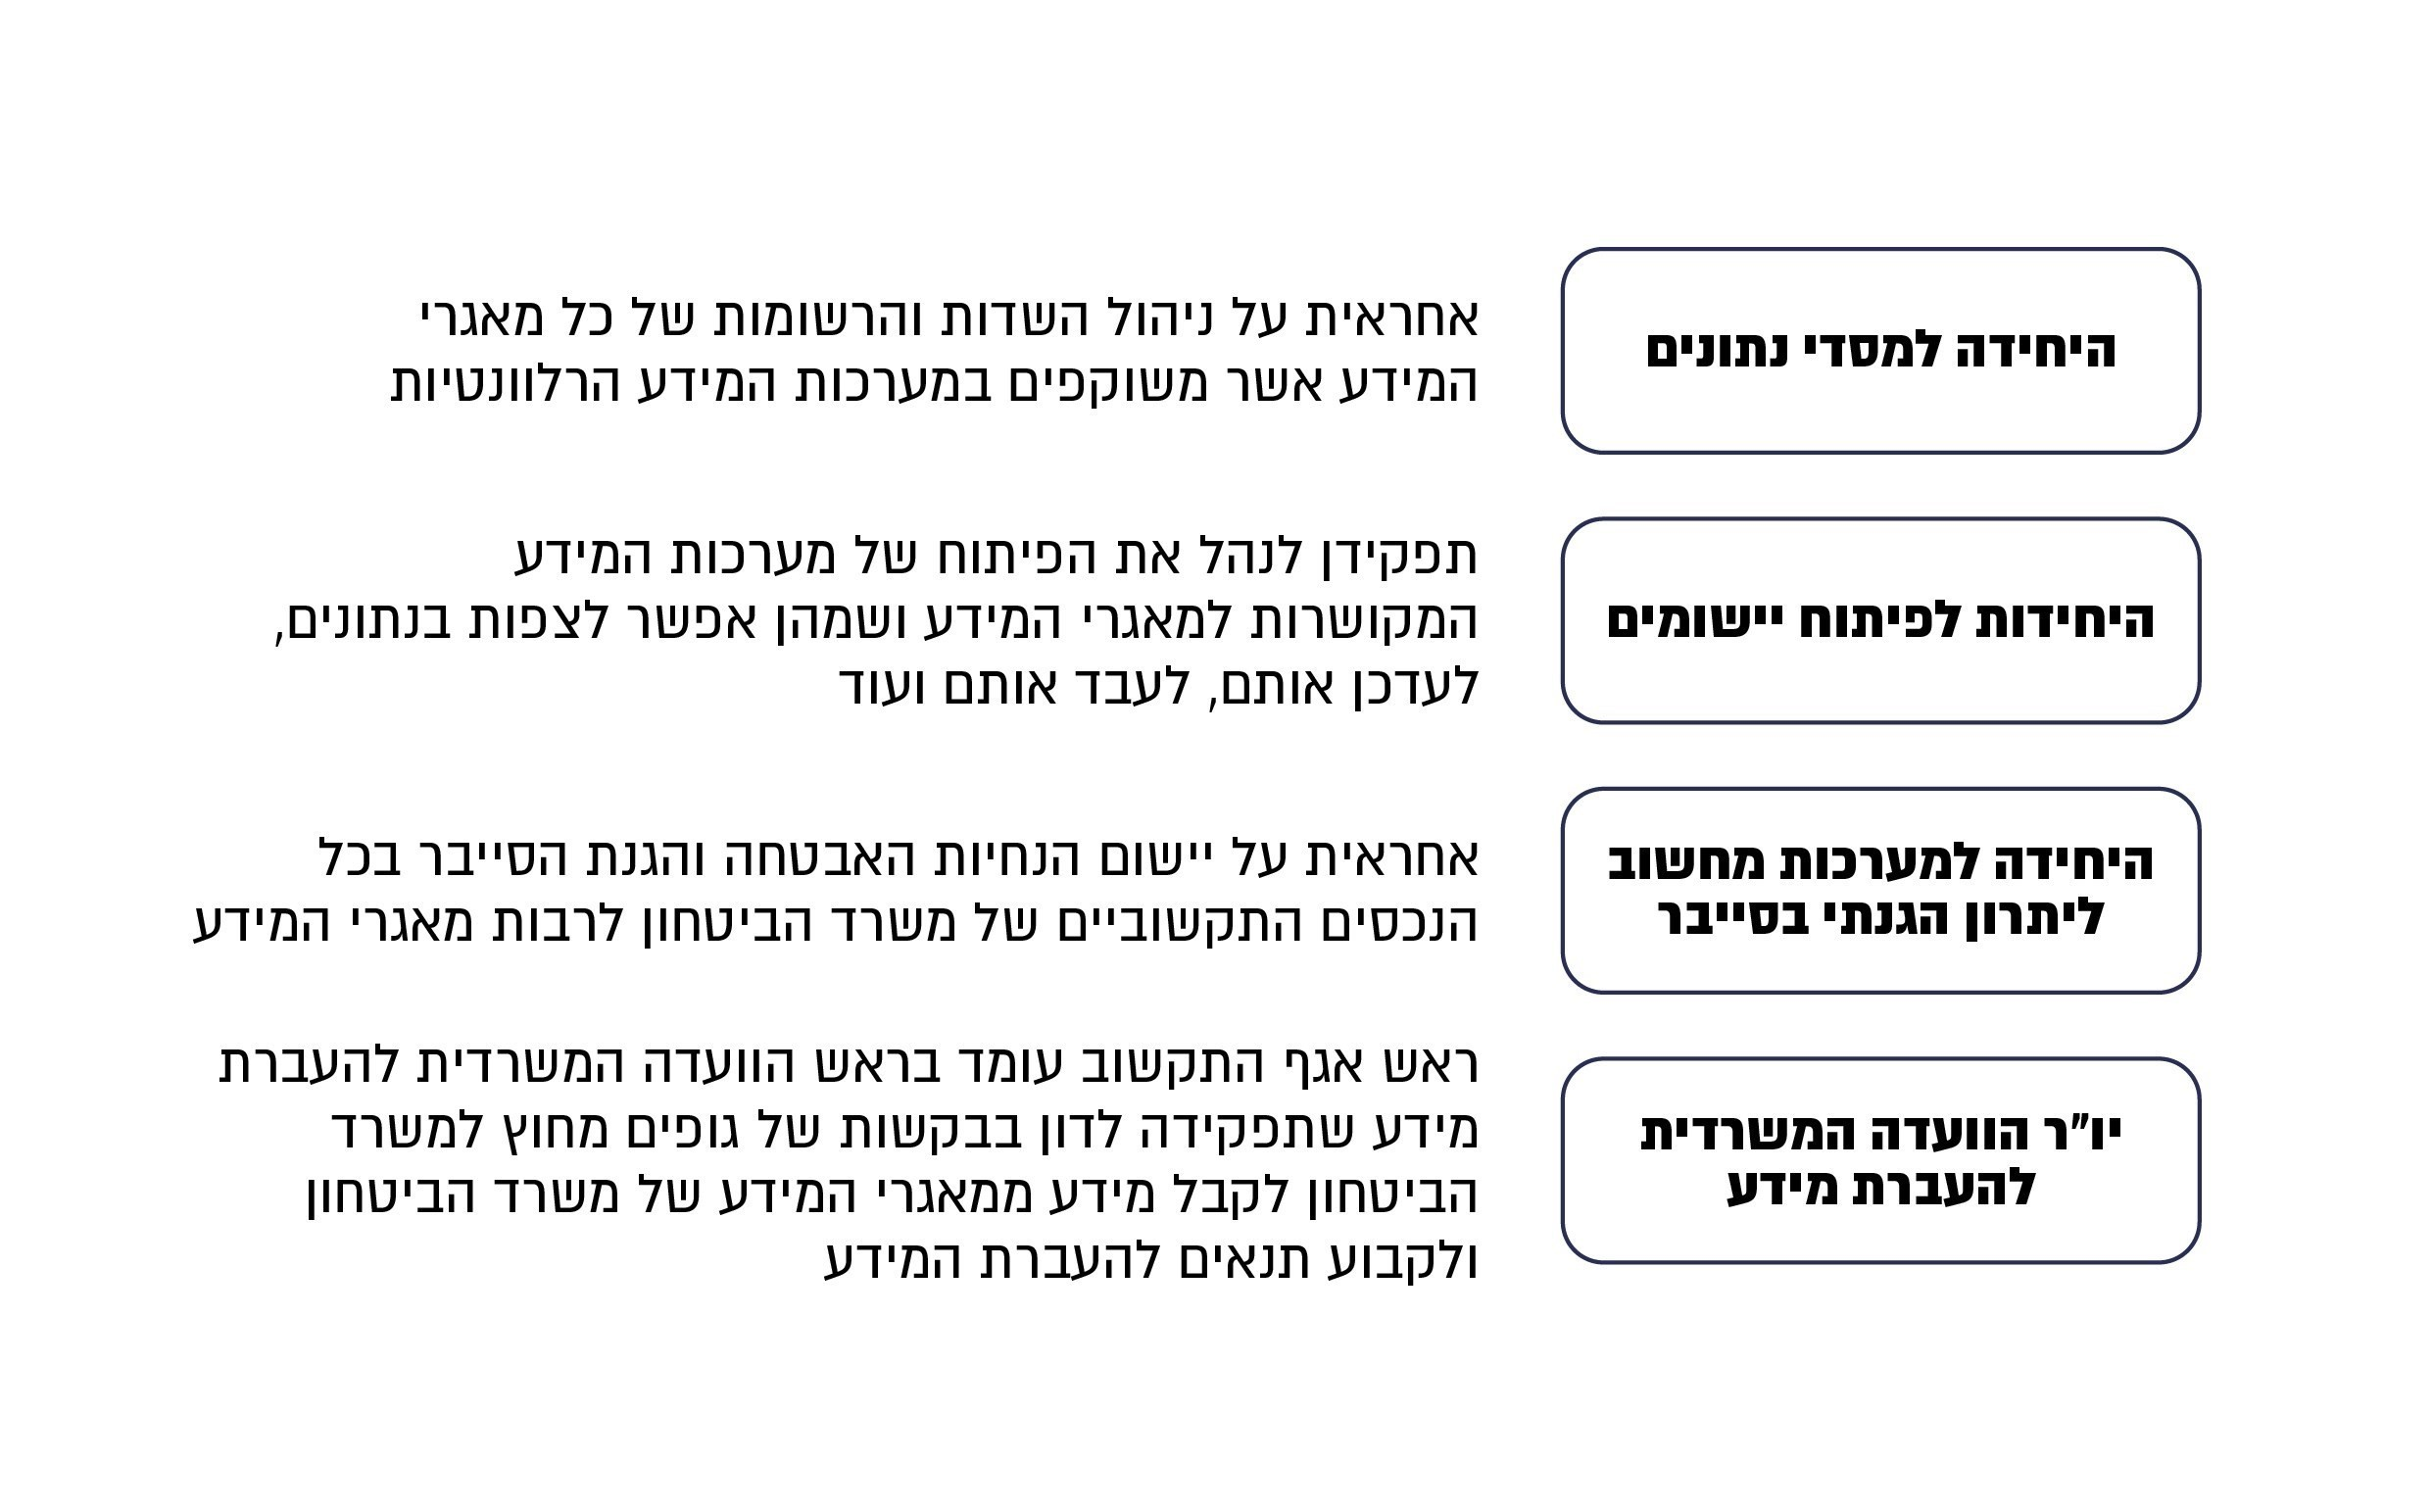 היחידה למסדי נתונים
אחראית על ניהול השדות והרשומות של כל מאגרי
המידע אשר משוקפים במערכות המידע הרלוונטיות
היחידות לפיתוח יישומים
תפקידן לנהל את הפיתוח של מערכות המידע
המקושרות למאגרי המידע ושמהן אפשר לצפות בנתונים,
לעדכן אותם, לעבד אותם ועוד
היחידה למערכות מחשוב
ליתרון הגנתי בסייבר
אחראית על יישום הנחיות האבטחה והגנת הסייבר בכל
הנכסים התקשוביים של משרד הביטחון לרבות מאגרי המידע
יו"ר הוועדה המשרדית
להעברת מידע
ראש אגף התקשוב עומד בראש הוועדה המשרדית להעברת
מידע שתפקידה לדון בבקשות של גופים מחוץ למשרד
הביטחון לקבל מידע ממאגרי המידע של משרד הביטחון
ולקבוע תנאים להעברת המידע